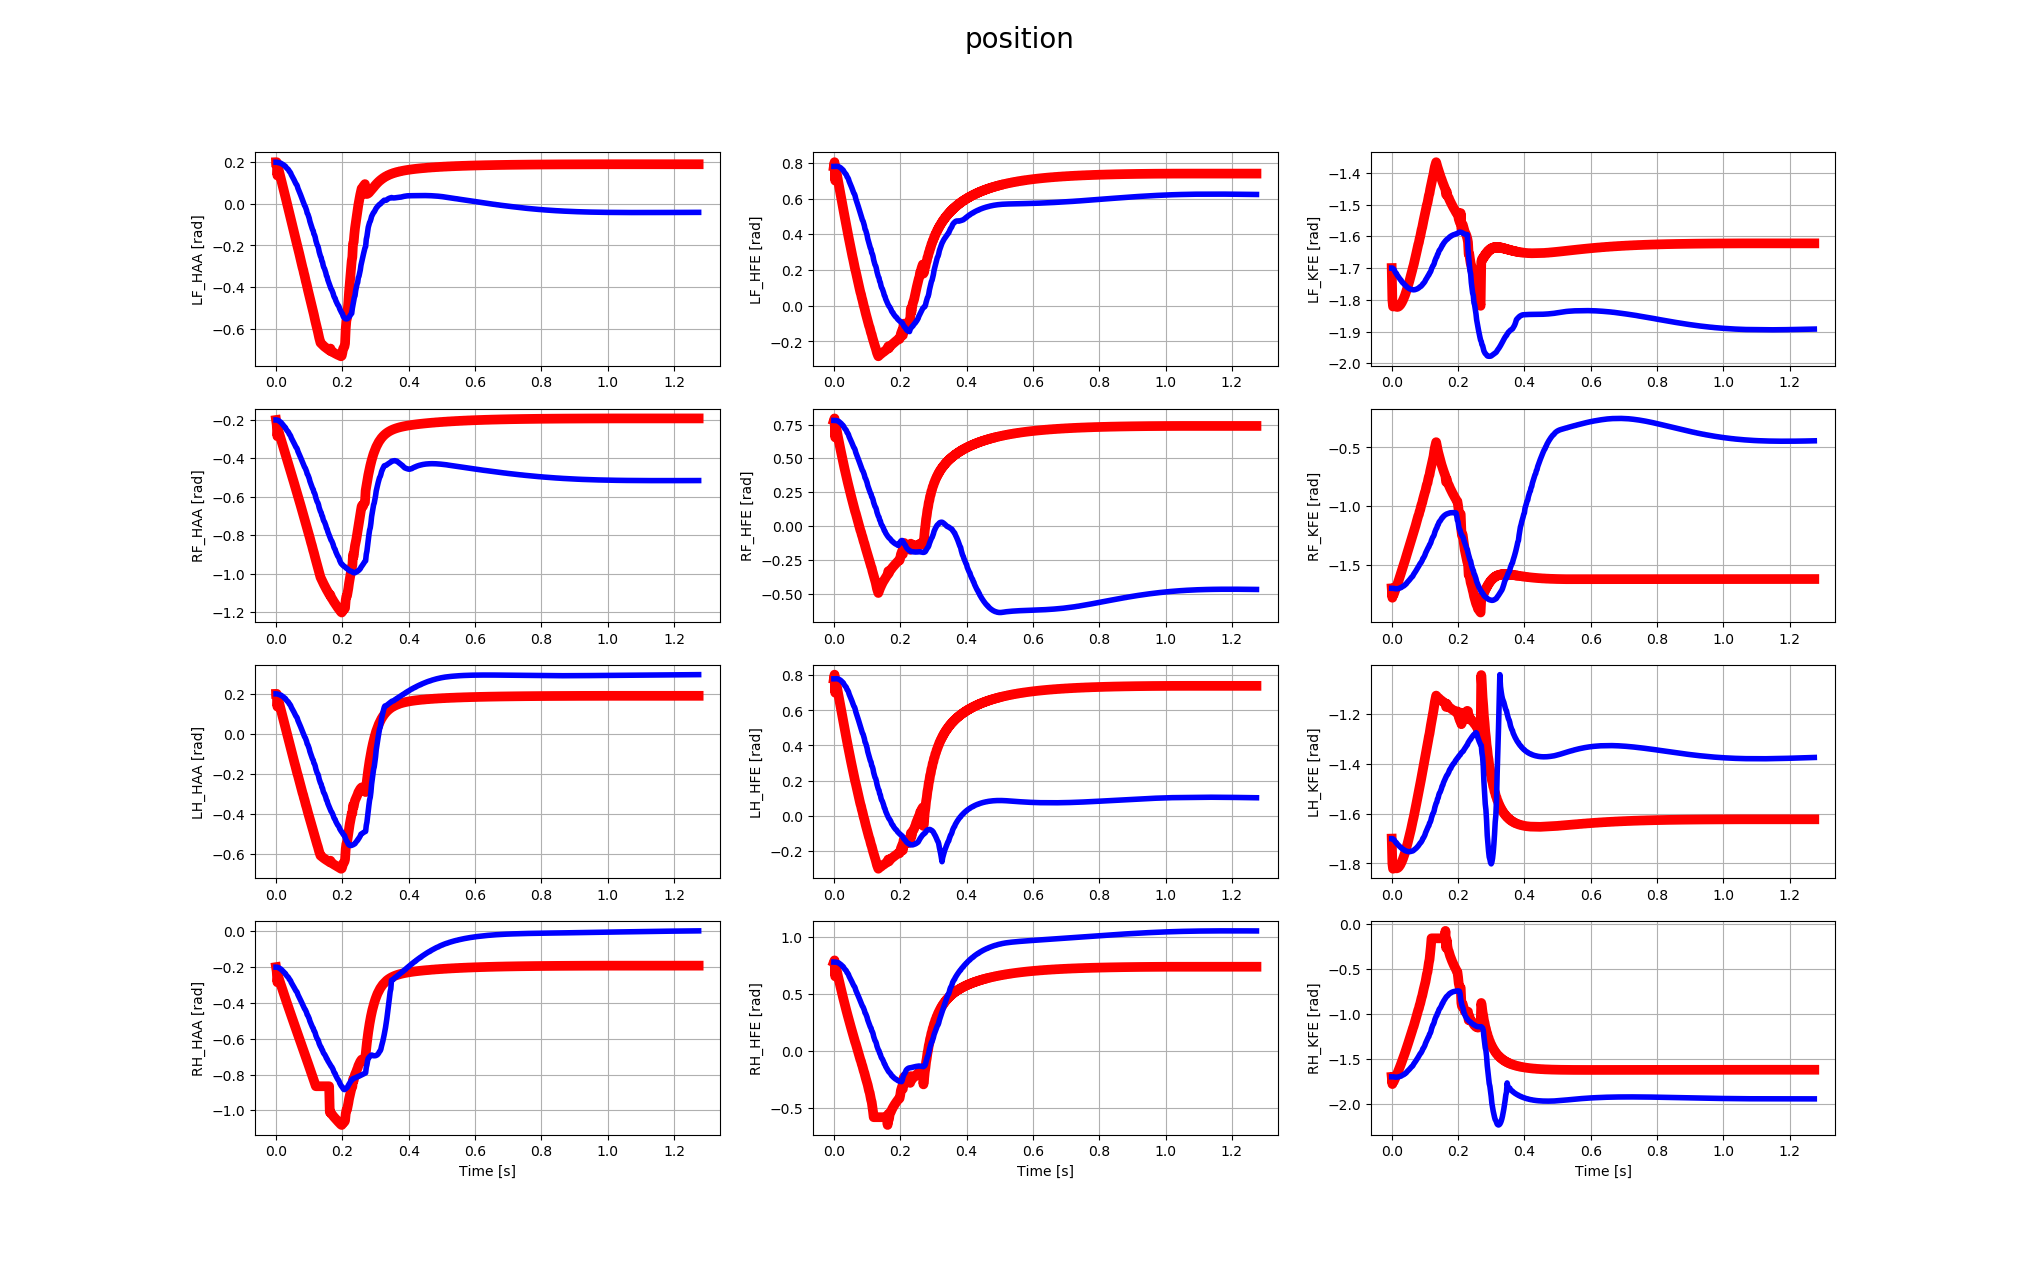 position
LF_HAA [rad]
0.2
0.0
−0.2
−0.4
−0.6
0.0 0.2 0.4 0.6 0.8 1.0 1.2
LF_HFE [rad]
0.8
0.6
0.4
0.2
0.0
−0.2
0.0 0.2 0.4 0.6 0.8 1.0 1.2
LF_KFE [rad]
−1.4
−1.5
−1.6
−1.7
−1.8
−1.9
−2.0
0.0 0.2 0.4 0.6 0.8 1.0 1.2
RF_HAA [rad]
−0.2
−0.4
−0.6
−0.8
−1.0
−1.2
0.0 0.2 0.4 0.6 0.8 1.0 1.2
RF_HFE [rad]
0.75
0.50
0.25
0.00
−0.25
−0.50
0.0 0.2 0.4 0.6 0.8 1.0 1.2
RF_KFE [rad]
−0.5
−1.0
−1.5
0.0 0.2 0.4 0.6 0.8 1.0 1.2
LH_HAA [rad]
0.2
0.0
−0.2
−0.4
−0.6
0.0 0.2 0.4 0.6 0.8 1.0 1.2
LH_HFE [rad]
0.8
0.6
0.4
0.2
0.0
−0.2
0.0 0.2 0.4 0.6 0.8 1.0 1.2
LH_KFE [rad]
−1.2
−1.4
−1.6
−1.8
0.0 0.2 0.4 0.6 0.8 1.0 1.2
RH_HAA [rad]
0.0
−0.2
−0.4
−0.6
−0.8
−1.0
0.0 0.2 0.4 0.6 0.8 1.0 1.2
Time [s]
RH_HFE [rad]
1.0
0.5
0.0
−0.5
0.0 0.2 0.4 0.6 0.8 1.0 1.2
Time [s]
RH_KFE [rad]
0.0
−0.5
−1.0
−1.5
−2.0
0.0 0.2 0.4 0.6 0.8 1.0 1.2
Time [s]